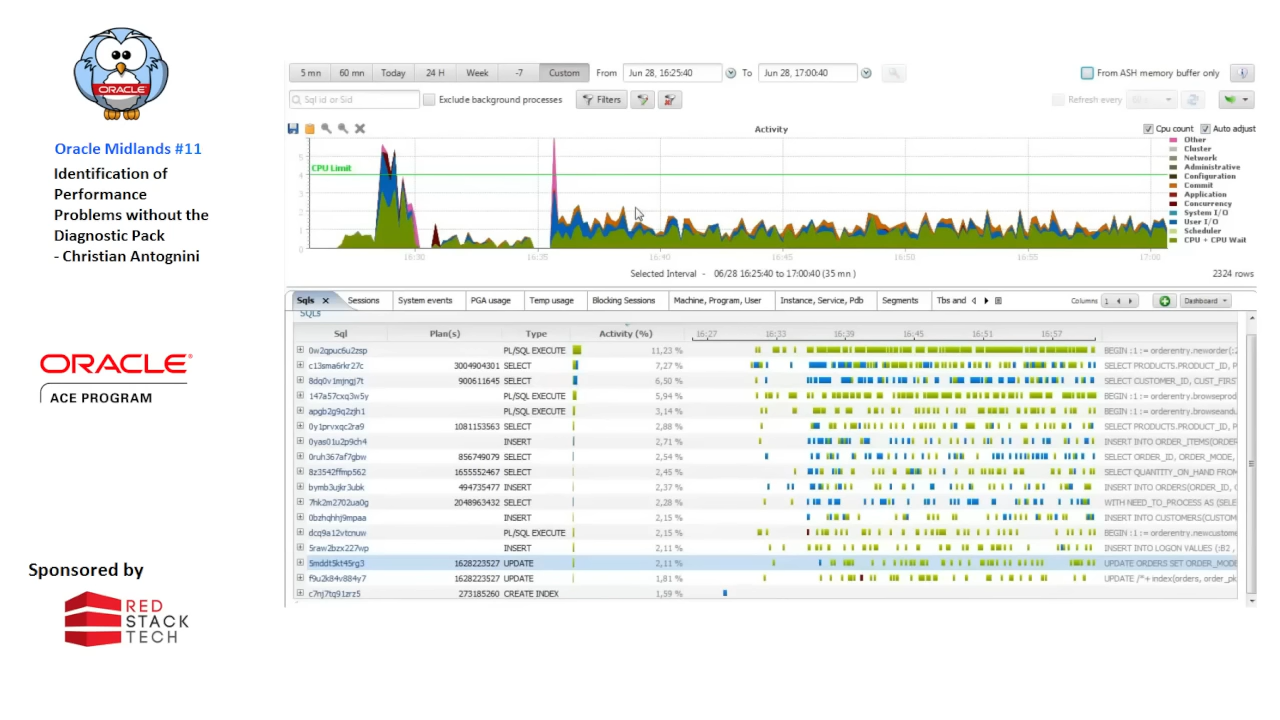 ORACLE
Oracle Midlands #11
Identification of
Performance
Problems without the
Diagnostic Pack
- Christian Antognini
ORACLE
ACE PROGRAM
Sponsored by
RED
STACK
TECH
5 mn 60 mn Today 24 H Week -7 Custom From Jun 28, 16:25:40 To Jun 28, 17:00:40 From ASH memory buffer only
Sql id or Sid Exclude background processes Filters Refresh every
Activity Cpu count Auto adjust
CPU Limit
5
4
3
2
1
0
16:30 16:35 16:40 16:45 16:50 16:55 17:00
Other
Cluster
Network
Administrative
Configuration
Commit
Application
Concurrency
System I/O
User I/O
Scheduler
CPU + CPU Wait
Selected Interval - 06/28 16:25:40 to 17:00:40 (35 mn ) 2324 rows
Sqls Sessions System events PGA usage Temp usage Blocking Sessions Machine, Program, User Instance, Service, Pdb Segments Tbs and Columns 1 Dashboard
SQLs
Sql Plan(s) Type Activity (%) 16:27 16:33 16:39 16:45 16:51 16:57
0w2qpuc6u2zsp PL/SQL EXECUTE 11,23 % BEGIN :1 := orderentry.neworder(:2
c13sma6rkr27c 3004904301 SELECT 7,27 % SELECT PRODUCTS.PRODUCT_ID, P
8dq0v1mjngj7t 900611645 SELECT 6,50 % SELECT CUSTOMER_ID, CUST_FIRS
147a57cxq3w5y PL/SQL EXECUTE 5,94 % BEGIN :1 := orderentry.browseprod
apgb2g9q2zjh1 PL/SQL EXECUTE 3,14 % BEGIN :1 := orderentry.browseandu
0y1prvxqc2ra9 1081153563 SELECT 2,88 % SELECT PRODUCTS.PRODUCT_ID, P
0yas01u2p9ch4 INSERT 2,71 % INSERT INTO ORDER_ITEMS(ORDER
0ruh367af7gbw 856749079 SELECT 2,54 % SELECT ORDER_ID, ORDER_MODE,
8z3542ffmp562 1655552467 SELECT 2,45 % SELECT QUANTITY_ON_HAND FROM
bymb3ujkr3ubk 494735477 INSERT 2,37 % INSERT INTO ORDERS(ORDER_ID, C
7hk2m2702ua0g 2048963432 SELECT 2,28 % WITH NEED_TO_PROCESS AS (SELE
0bzhqhhj9mpaa INSERT 2,15 % INSERT INTO CUSTOMERS(CUSTOM
dcq9a12vtcnuw PL/SQL EXECUTE 2,15 % BEGIN :1 := orderentry.newcustome
5raw2bzx227wp INSERT 2,11 % INSERT INTO LOGON VALUES (:B2 ,
5mddt5kt45rg3 1628223527 UPDATE 2,11 % UPDATE ORDERS SET ORDER_MODE
f9u2k84v884y7 1628223527 UPDATE 1,81 % UPDATE /*+ index(orders, order_pk
c7nj7tq91rzr5 273185260 CREATE INDEX 1,59 %